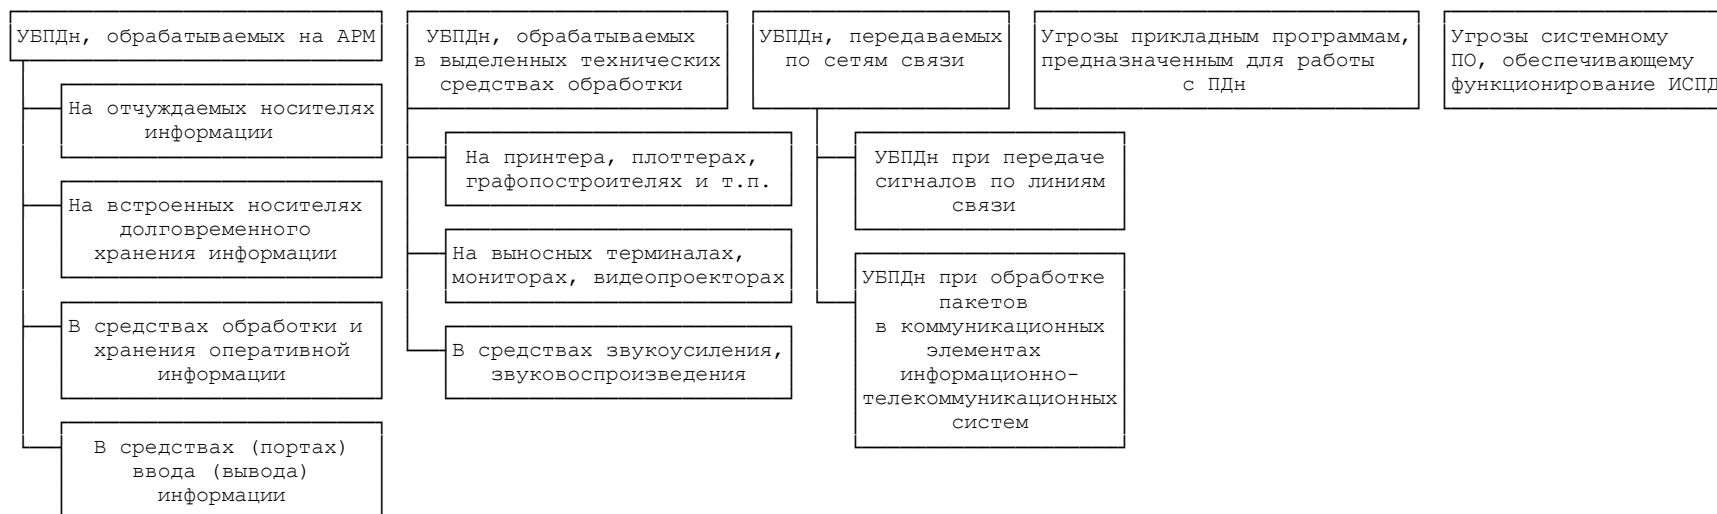 УБПДн, обрабатываемых на АРМ
На отчуждаемых носителях
информации
На встроенных носителях
долговременного
хранения информации
В средствах обработки и
хранения оперативной
информации
В средствах (портах)
ввода (вывода)
информации
УБПДн, обрабатываемых
в выделенных технических
средствах обработки
На принтера, плоттерах,
графопостроителях и т.п.
На выносных терминалах,
мониторах, видеопроекторах
В средствах звукоусиления,
звуковоспроизведения
УБПДн, передаваемых
по сетям связи
УБПДн при передаче
сигналов по линиям
связи
УБПДн при обработке
пакетов
в коммуникационных
элементах
информационно-
телекоммуникационных
систем
Угрозы прикладным программам,
предназначенным для работы
с ПДн
Угрозы системному
ПО, обеспечивающему
функционирование ИСПД